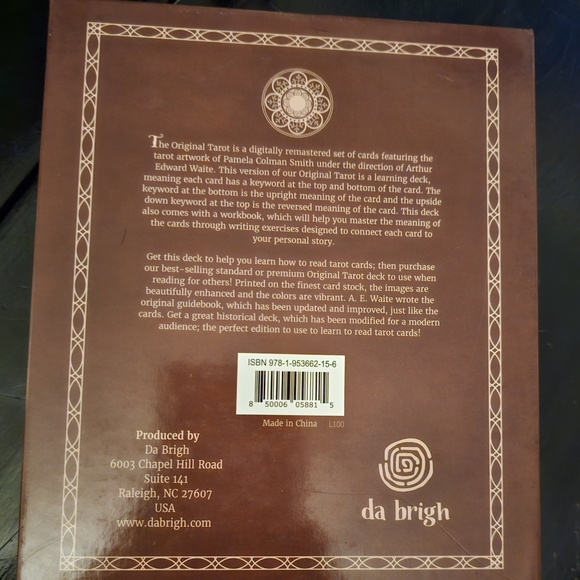 The Original Tarot is a digitally remastered set of cards featuring the
tarot artwork of Pamela Colman Smith under the direction of Arthur
Edward Waite. This version of our Original Tarot is a learning deck,
meaning each card has a keyword at the top and bottom of the card. The
keyword at the bottom is the upright meaning of the card and the upside
down keyword at the top is the reversed meaning of the card. This deck
also comes with a workbook, which will help you master the meaning of
the cards through writing exercises designed to connect each card to
your personal story.
Get this deck to help you learn how to read tarot cards; then purchase
our best-selling standard or premium Original Tarot deck to use when
reading for others! Printed on the finest card stock, the images are
beautifully enhanced and the colors are vibrant. A. E. Waite wrote the
original guidebook, which has been updated and improved, just like the
cards. Get a great historical deck, which has been modified for a modern
audience; the perfect edition to use to learn to read tarot cards!
ISBN 978-1-953662-15-6
8 50006 05881 5
Made in China L100
Produced by
Da Brigh
6003 Chapel Hill Road
Suite 141
Raleigh, NC 27607
USA
www.dabrigh.com
da brigh